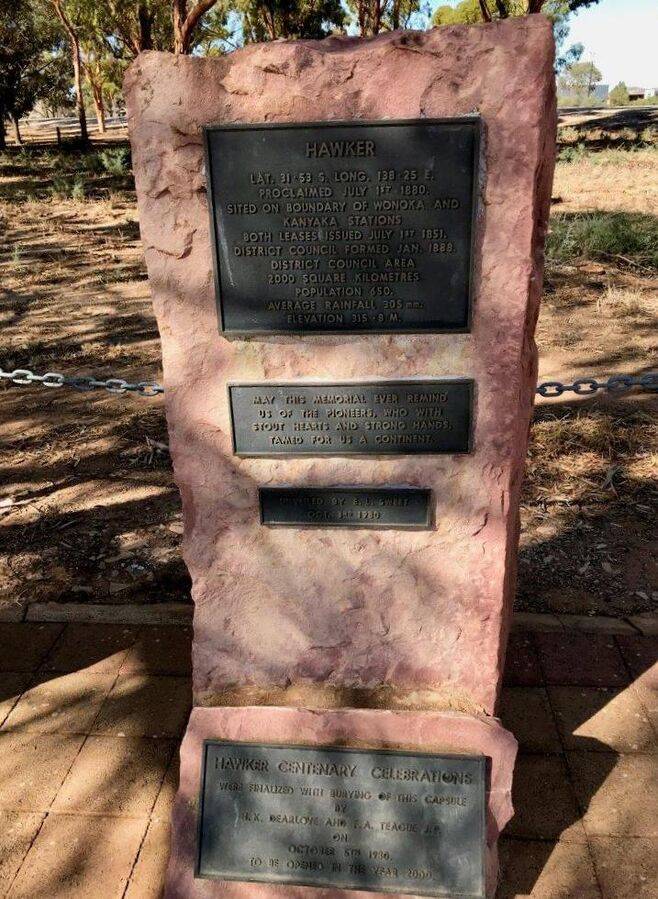 HAWKER
LAT. 31·53 S. LONG. 138·25 E.
PROCLAIMED JULY 1ST 1880.
SITED ON BOUNDARY OF WONOKA AND
KANYAKA STATIONS
BOTH LEASES ISSUED JULY 1ST 1851.
DISTRICT COUNCIL FORMED JAN. 1888.
DISTRICT COUNCIL AREA
2000 SQUARE KILOMETRES
POPULATION 650.
AVERAGE RAINFALL 305 mm.
ELEVATION 315·8 M.
MAY THIS MEMORIAL EVER REMIND
US OF THE PIONEERS, WHO WITH
STOUT HEARTS AND STRONG HANDS,
TAMED FOR US A CONTINENT.
UNVEILED BY E. SWEET
OCT. 1980
HAWKER CENTENARY CELEBRATIONS
WERE FINALIZED WITH BURYING OF THIS CAPSULE
BY
H. K. DEARLOVE AND F. A. TEAGUE J.P.
ON
OCTOBER 5TH 1980.
TO BE OPENED IN THE YEAR 2000